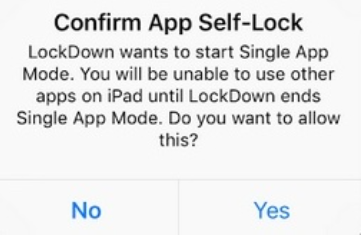 Confirm App Self-Lock
LockDown wants to start Single App
Mode. You will be unable to use other
apps on iPad until LockDown ends
Single App Mode. Do you want to allow
this?
No
Yes